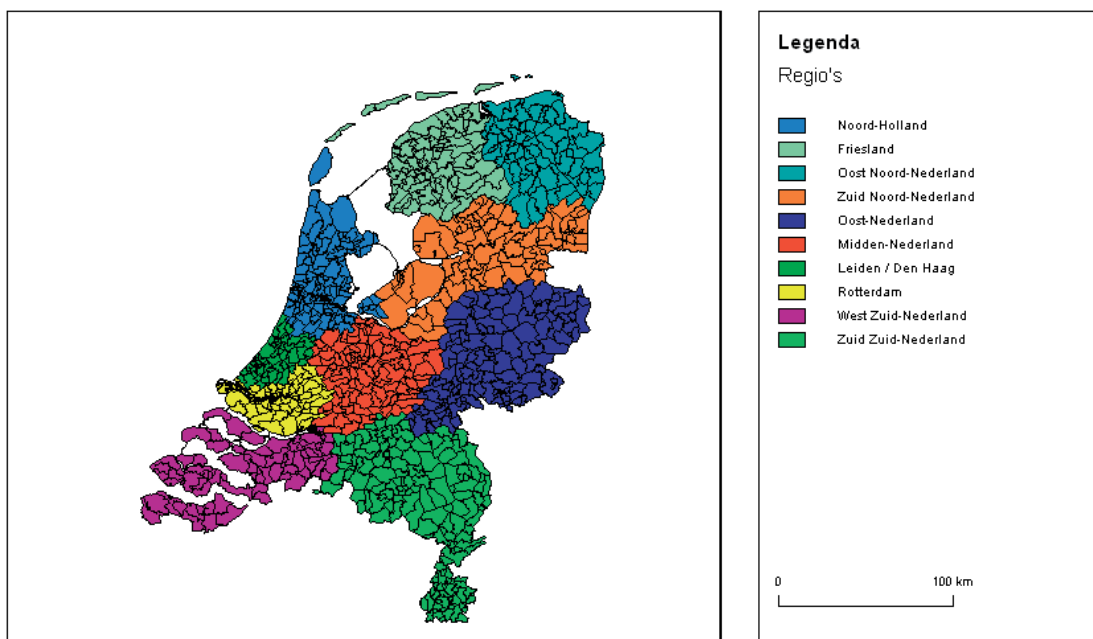 Legenda
Regio's
Noord-Holland
Friesland
Oost Noord-Nederland
Zuid Noord-Nederland
Oost-Nederland
Midden-Nederland
Leiden / Den Haag
Rotterdam
West Zuid-Nederland
Zuid Zuid-Nederland
0 100 km